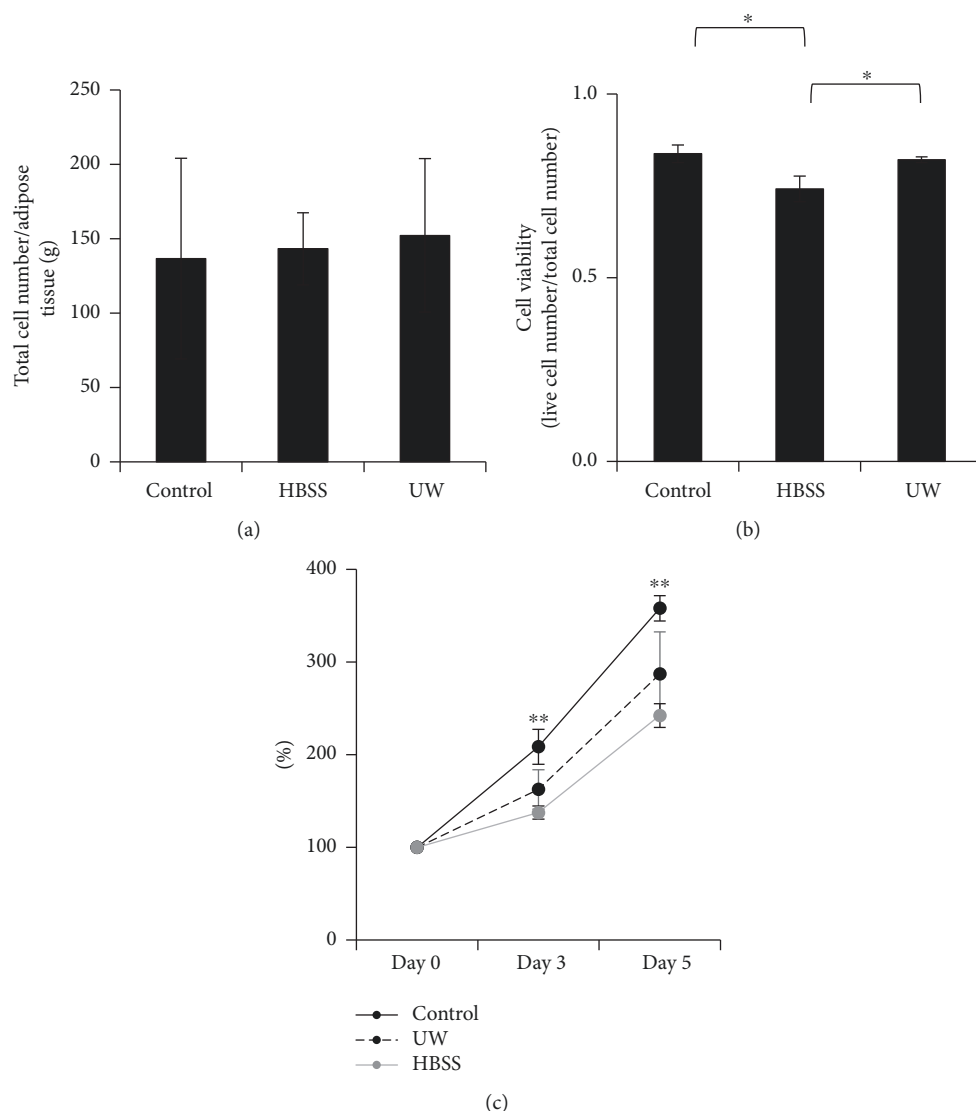 250
200
150
100
50
0
Total cell number/adipose
tissue (g)
Control HBSS UW
(a)
*
*
1.0
0.5
0.0
Cell viability
(live cell number/total cell number)
Control HBSS UW
(b)
400
300
200
100
0
(%)
**
**
Day 0 Day 3 Day 5
Control
UW
HBSS
(c)